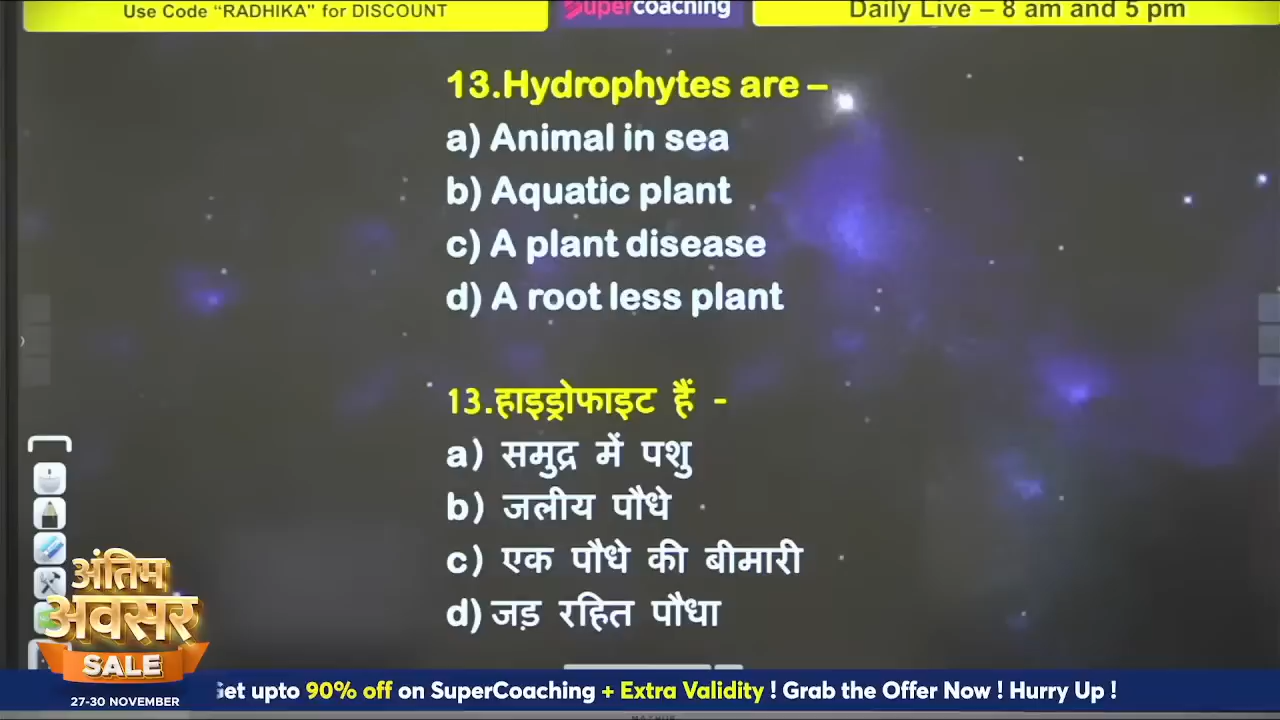 Use Code “RADHIKA" for DISCOUNT
Supercoaching
Daily Live – 8 am and 5 pm
13.Hydrophytes are –
a) Animal in sea
b) Aquatic plant
c) A plant disease
d) A root less plant
13.हाइड्रोफाइट हैं -
a) समुद्र में पशु
b) जलीय पौधे
c) एक पौधे की बीमारी
d) जड़ रहित पौधा
अंतिम
अवसर
SALE
27-30 NOVEMBER
Get upto 90% off on SuperCoaching + Extra Validity ! Grab the Offer Now ! Hurry Up !